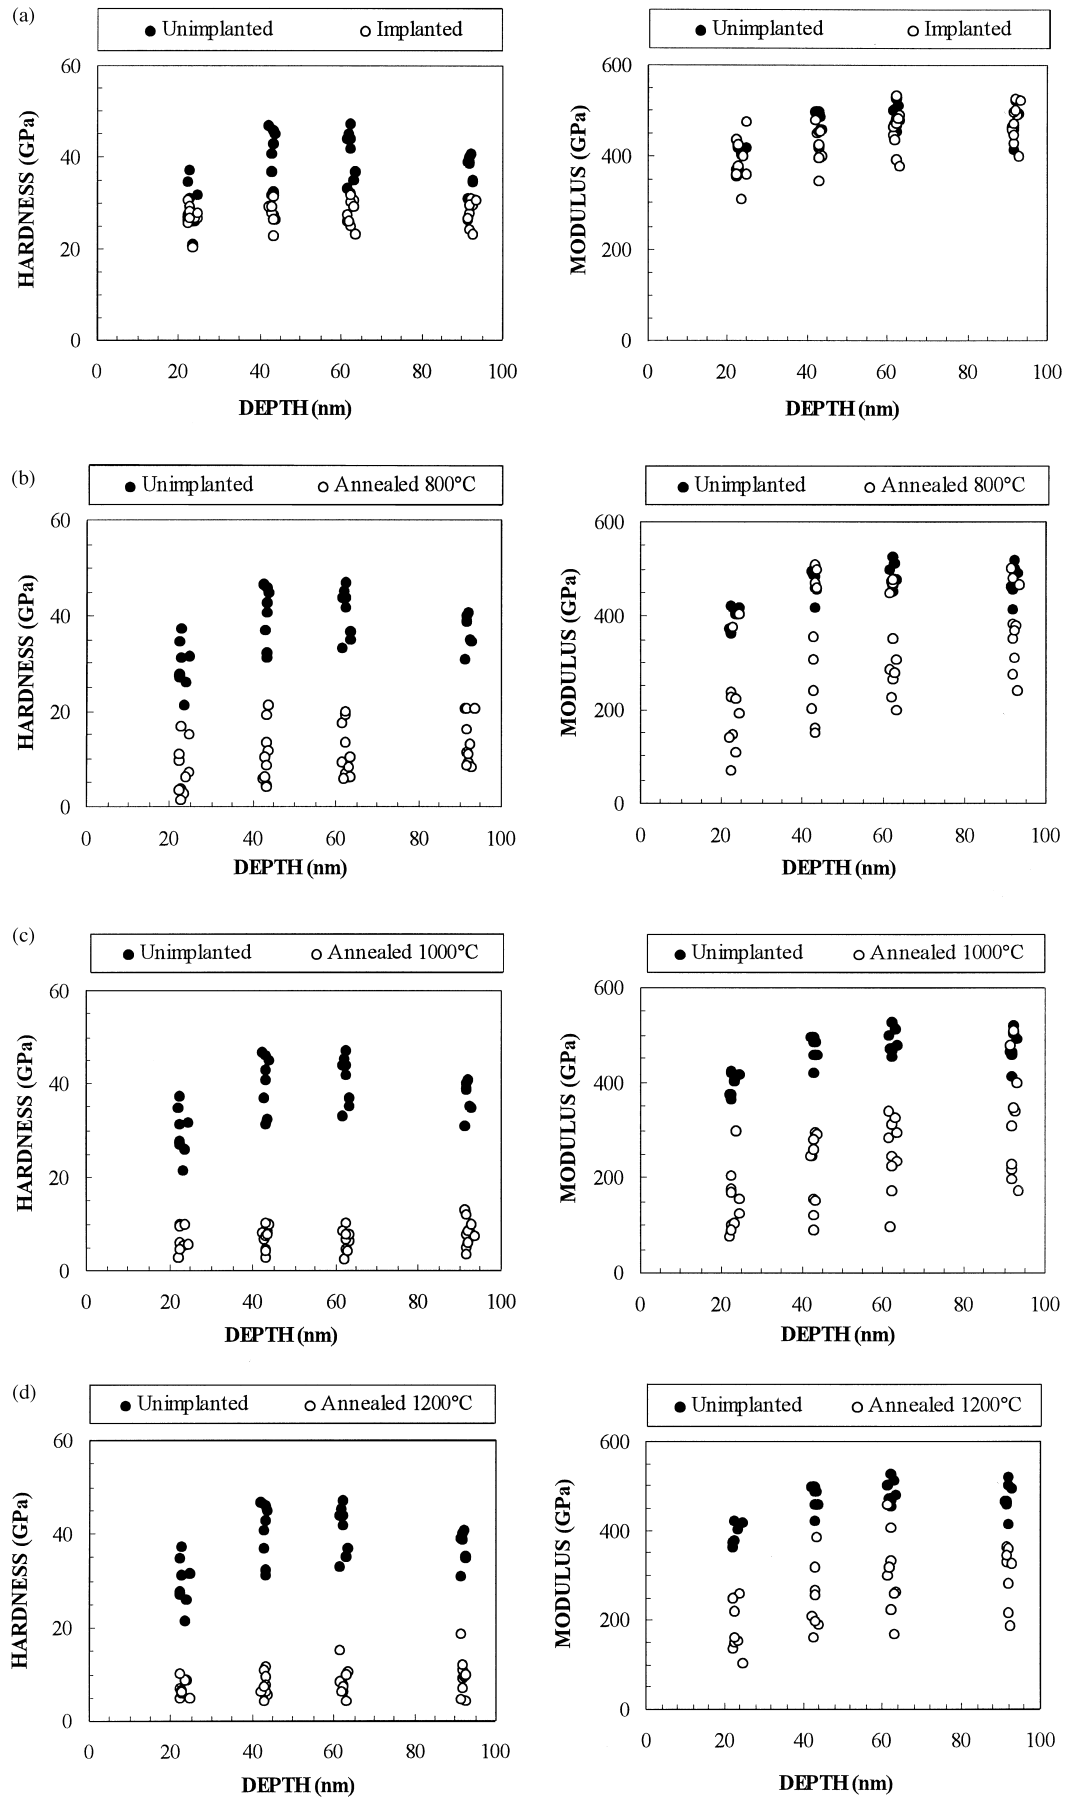 (a)
Unimplanted Implanted
Unimplanted Implanted
60
40
20
0
HARDNESS (GPa)
0 20 40 60 80 100
DEPTH (nm)
600
400
200
0
MODULUS (GPa)
0 20 40 60 80 100
DEPTH (nm)
(b)
Unimplanted Annealed 800°C
Unimplanted Annealed 800°C
60
40
20
0
HARDNESS (GPa)
0 20 40 60 80 100
DEPTH (nm)
600
400
200
0
MODULUS (GPa)
0 20 40 60 80 100
DEPTH (nm)
(c)
Unimplanted Annealed 1000°C
Unimplanted Annealed 1000°C
60
40
20
0
HARDNESS (GPa)
0 20 40 60 80 100
DEPTH (nm)
600
400
200
0
MODULUS (GPa)
0 20 40 60 80 100
DEPTH (nm)
(d)
Unimplanted Annealed 1200°C
Unimplanted Annealed 1200°C
60
40
20
0
HARDNESS (GPa)
0 20 40 60 80 100
DEPTH (nm)
600
400
200
0
MODULUS (GPa)
0 20 40 60 80 100
DEPTH (nm)